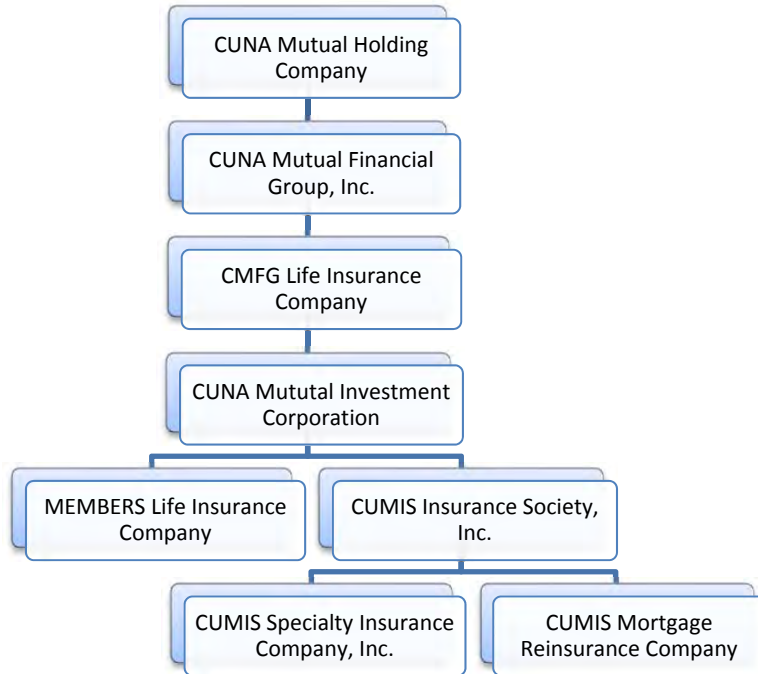 CUNA Mutual Holding
Company
CUNA Mutual Financial
Group, Inc.
CMFG Life Insurance
Company
CUNA Mututal Investment
Corporation
MEMBERS Life Insurance
Company
CUMIS Insurance Society,
Inc.
CUMIS Specialty Insurance
Company, Inc.
CUMIS Mortgage
Reinsurance Company